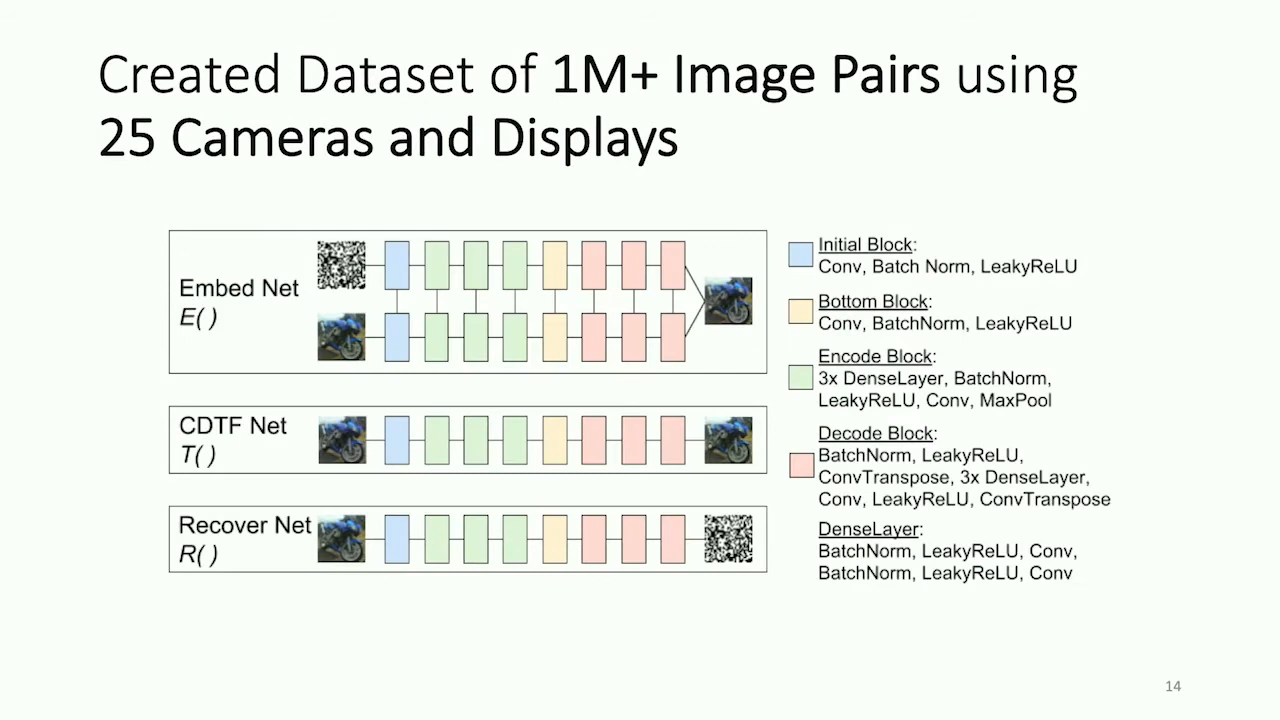 Created Dataset of 1M+ Image Pairs using
25 Cameras and Displays
Embed Net
E( )
CDTF Net
T( )
Recover Net
R( )
Initial Block:
Conv, Batch Norm, LeakyReLU
Bottom Block:
Conv, BatchNorm, LeakyReLU
Encode Block:
3x DenseLayer, BatchNorm,
LeakyReLU, Conv, MaxPool
Decode Block:
BatchNorm, LeakyReLU,
ConvTranspose, 3x DenseLayer,
Conv, LeakyReLU, ConvTranspose
DenseLayer:
BatchNorm, LeakyReLU, Conv,
BatchNorm, LeakyReLU, Conv
14